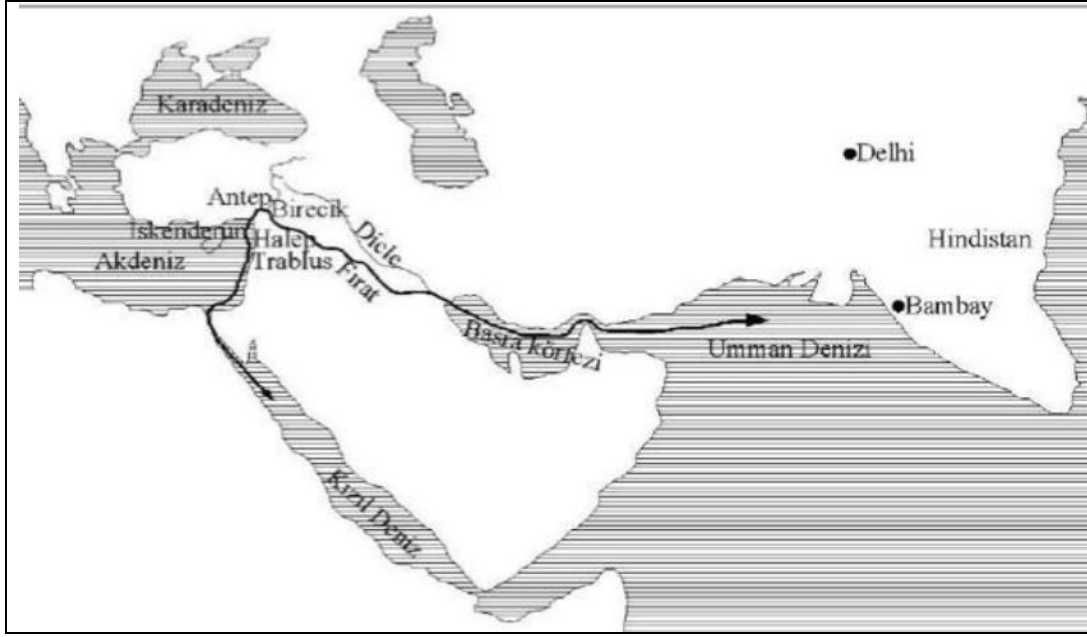 Karadeniz
Delhi
Antep
Birecik
İskenderun
Halep
Dicle
Hindistan
Akdeniz
Trablus
Fırat
Bambay
Basra körfezi
Umman Denizi
Kızıl Deniz